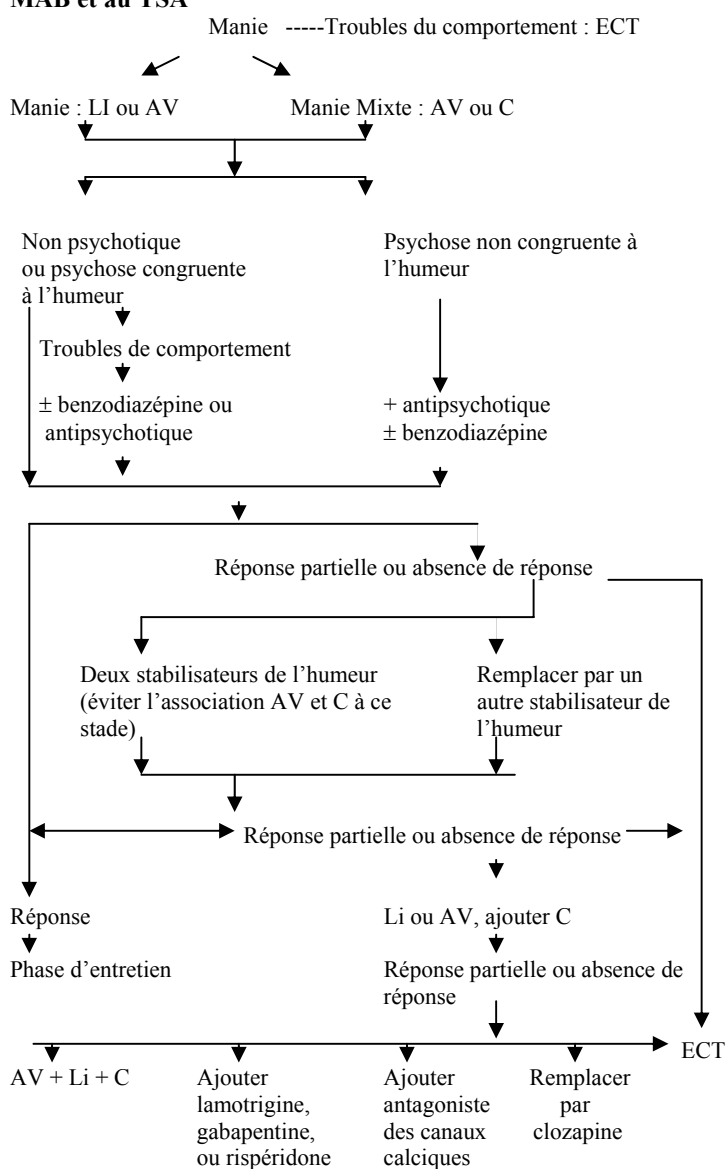 MAB et au TSA
Manie -----Troubles du comportement : ECT
Manie : LI ou AV
Manie Mixte : AV ou C
Non psychotique
ou psychose congruente
à l’humeur
Psychose non congruente à
l’humeur
Troubles de comportement
± benzodiazépine ou
antipsychotique
+ antipsychotique
± benzodiazépine
Réponse partielle ou absence de réponse
Deux stabilisateurs de l’humeur
(éviter l’association AV et C à ce
stade)
Remplacer par un
autre stabilisateur de
l’humeur
Réponse partielle ou absence de réponse
Réponse
Phase d’entretien
Li ou AV, ajouter C
Réponse partielle ou absence de
réponse
ECT
AV + Li + C
Ajouter
lamotrigine,
gabapentine,
ou rispéridone
Ajouter
antagoniste
des canaux
calciques
Remplacer
par
clozapine